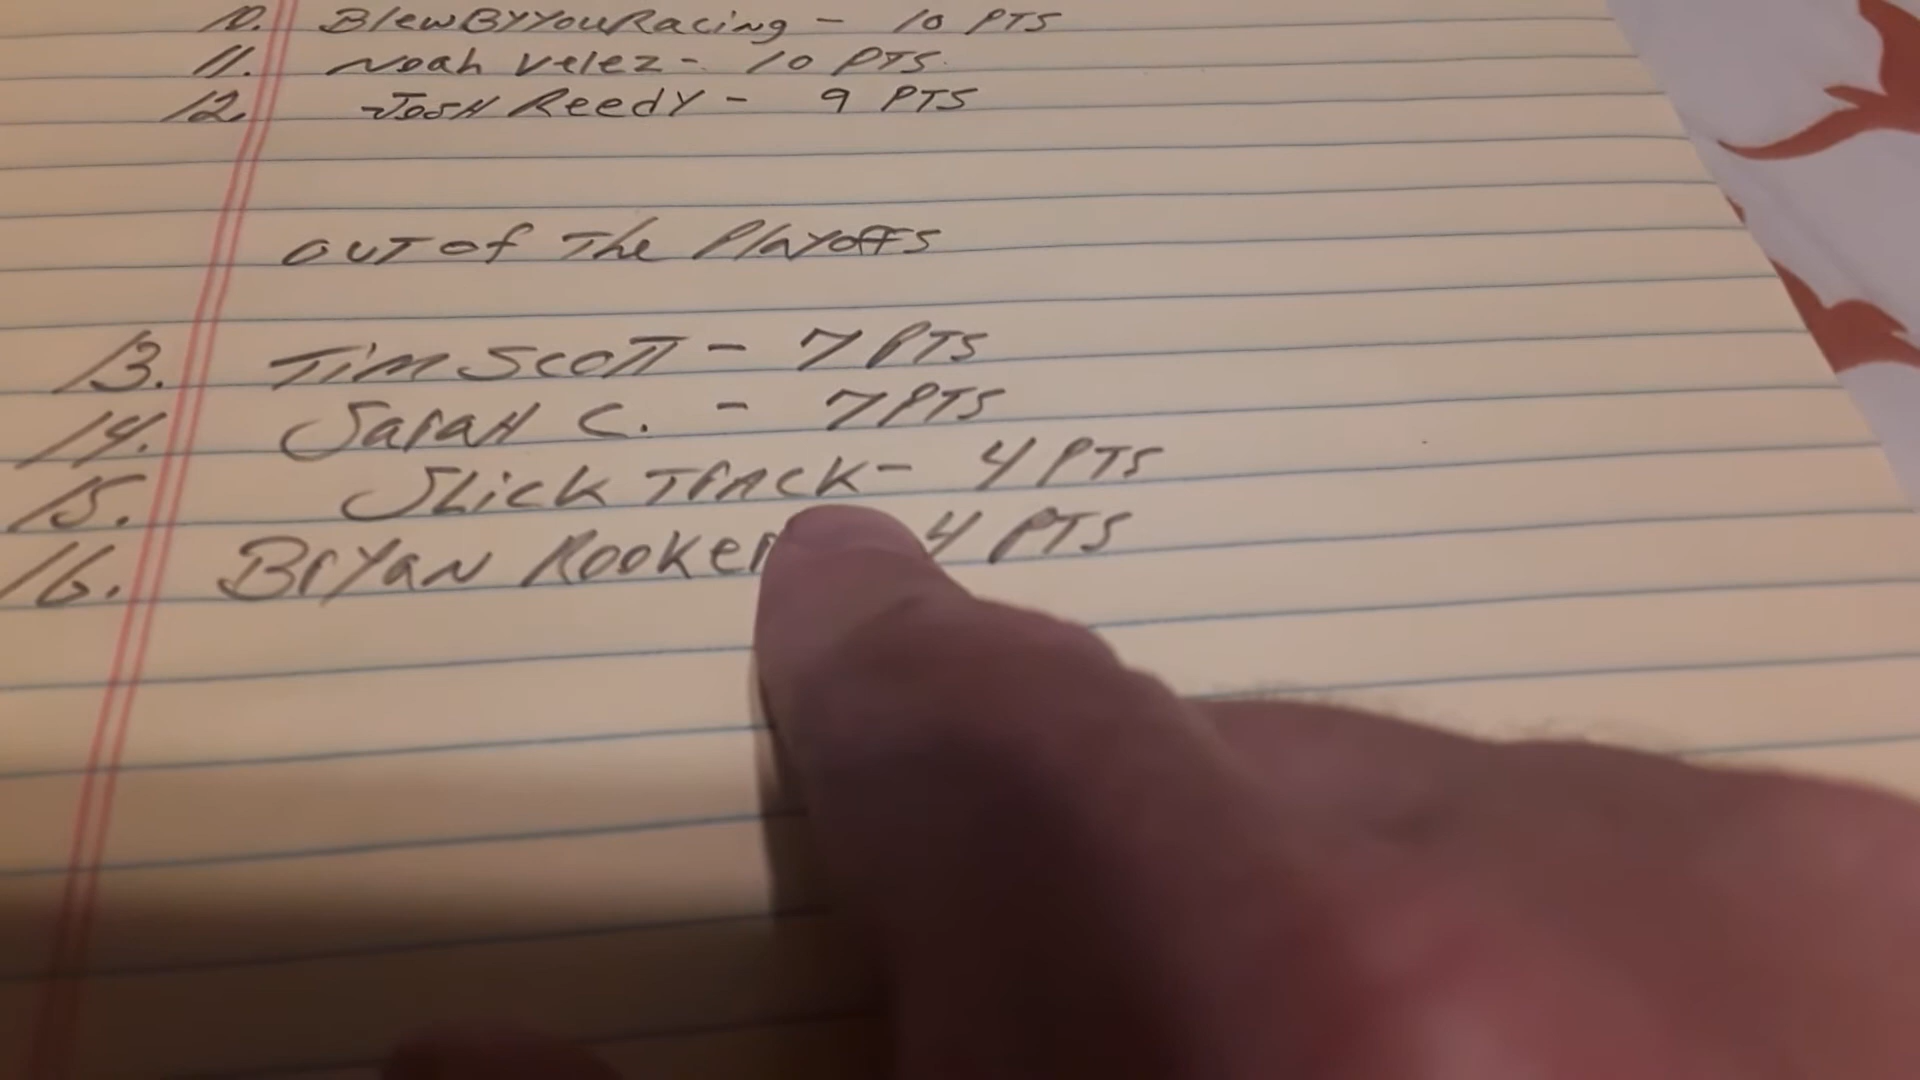 10. BlewByYouRacing - 10 PTS
11. Noah Velez - 10 PTS.
12. Josh Reedy - 9 PTS
Out of The Playoffs
13. Tim Scott - 7 PTS
14. Sarah C. - 7 PTS
15. Slick Track - 4 PTS
16. Bryan Rooker 4 PTS